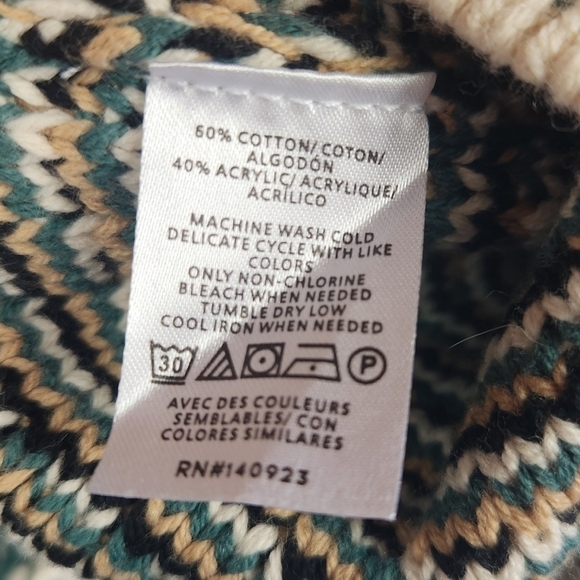 60% COTTON/ COTON/
ALGODÓN
40% ACRYLIC/ ACRYLIQUE/
ACRÍLICO
MACHINE WASH COLD
DELICATE CYCLE WITH LIKE
COLORS
ONLY NON-CHLORINE
BLEACH WHEN NEEDED
TUMBLE DRY LOW
COOL IRON WHEN NEEDED
30 P
AVEC DES COULEURS
SEMBLABLES/ CON
COLORES SIMILARES
RN#140923